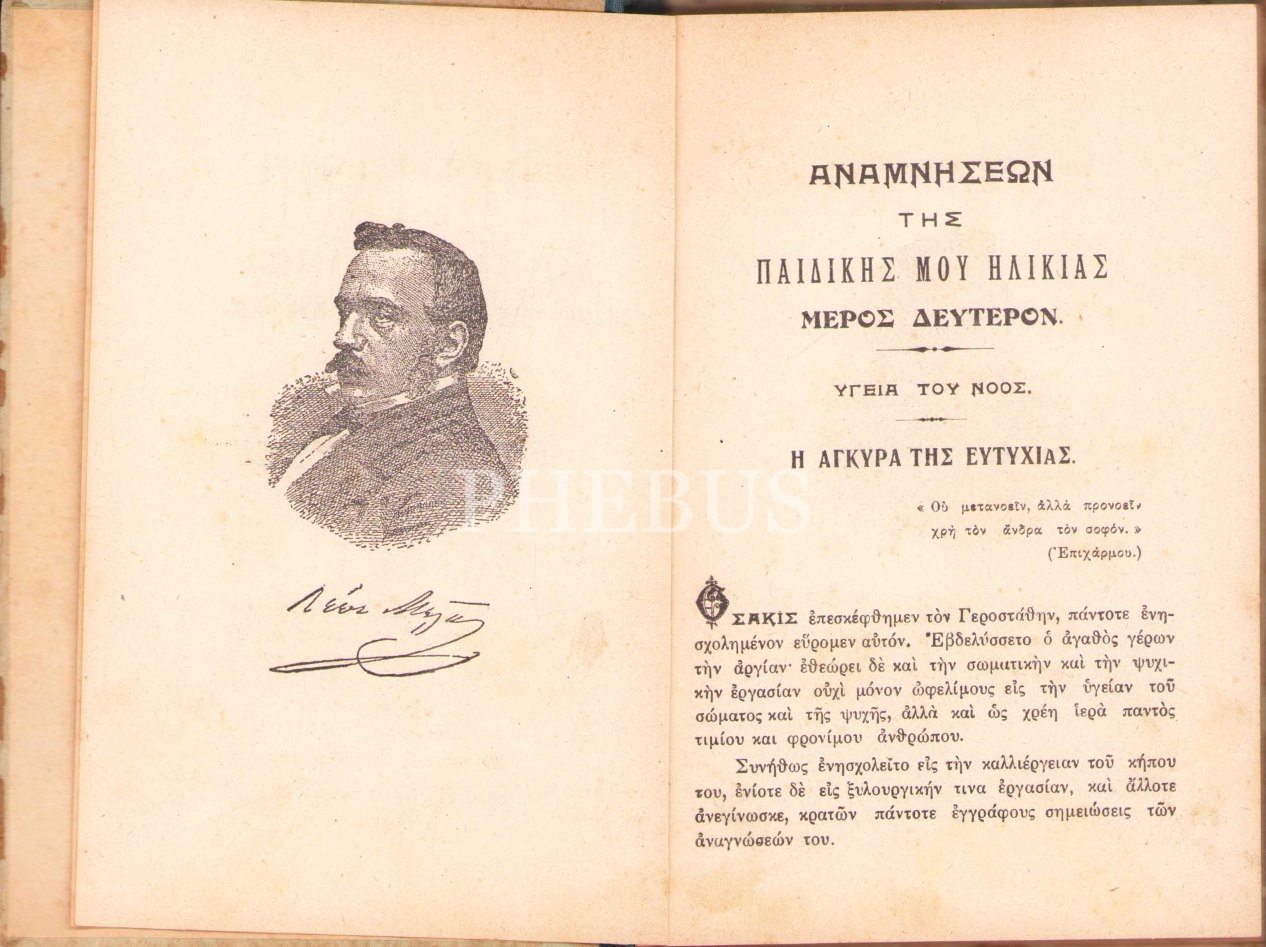 Λέων Μελᾶς
ΑΝΑΜΝΗΣΕΩΝ
ΤΗΣ
ΠΑΙΔΙΚΗΣ ΜΟΥ ΗΛΙΚΙΑΣ
ΜΕΡΟΣ ΔΕΥΤΕΡΟΝ.
ΥΓΕΙΑ ΤΟΥ ΝΟΟΣ.
Η ΑΓΚΥΡΑ ΤΗΣ ΕΥΤΥΧΙΑΣ.
« Οὐ μετανοεῖν, ἀλλὰ προνοεῖν
χρὴ τὸν ἄνδρα τὸν σοφόν. »
(Ἐπιχάρμου.)
ΟΣΑΚΙΣ ἐπεσκέφθημεν τὸν Γεροστάθην, πάντοτε ἐνη-
σχολημένον εὕρομεν αὐτόν. Ἐβδελύσσετο ὁ ἀγαθὸς γέρων
τὴν ἀργίαν· ἐθεώρει δὲ καὶ τὴν σωματικὴν καὶ τὴν ψυχι-
κὴν ἐργασίαν οὐχὶ μόνον ὠφελίμους εἰς τὴν ὑγείαν τοῦ
σώματος καὶ τῆς ψυχῆς, ἀλλὰ καὶ ὡς χρέη ἱερὰ παντὸς
τιμίου και φρονίμου ἀνθρώπου.
Συνήθως ἐνησχολεῖτο εἰς τὴν καλλιέργειαν τοῦ κήπου
του, ἐνίοτε δὲ εἰς ξυλουργικήν τινα ἐργασίαν, καὶ ἄλλοτε
ἀνεγίνωσκε, κρατῶν πάντοτε ἐγγράφους σημειώσεις τῶν
ἀναγνώσεών του.
PHEBUS